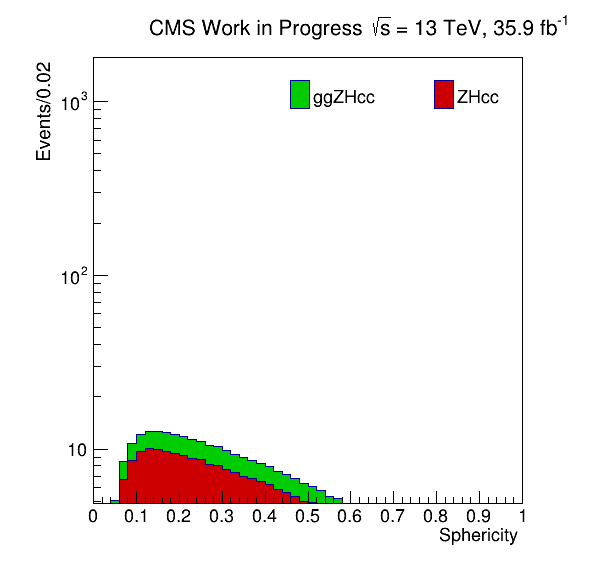 CMS Work in Progress √s = 13 TeV, 35.9 fb⁻¹
Events/0.02
ggZHcc
ZHcc
10³
10²
10
0 0.1 0.2 0.3 0.4 0.5 0.6 0.7 0.8 0.9 1
Sphericity